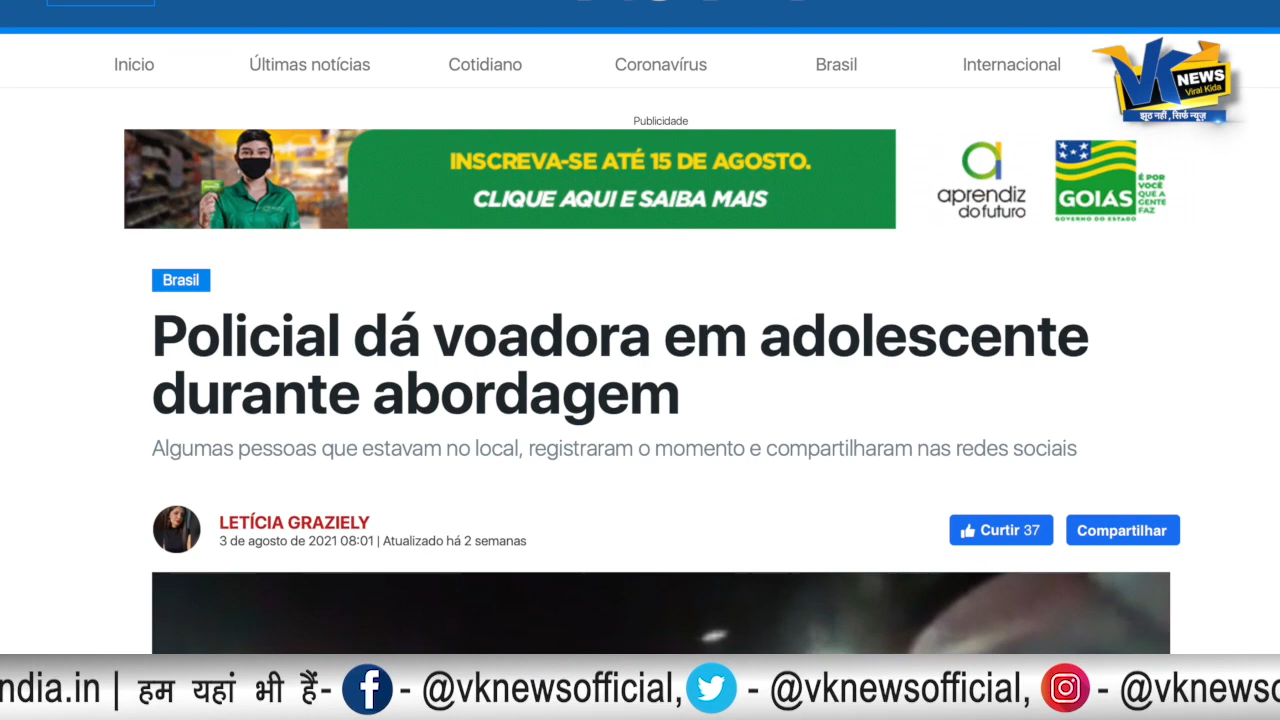 Inicio
Últimas notícias
Cotidiano
Coronavírus
Brasil
Internacional
VK NEWS
Viral Kida
झूठ नहीं, सिर्फ न्यूज़
Publicidade
INSCREVA-SE ATÉ 15 DE AGOSTO.
CLIQUE AQUI E SAIBA MAIS
aprendiz
do futuro
GOIÁS
GOVERNO DO ESTADO
É POR
VOCÊ
QUE A
GENTE
FAZ
Brasil
Policial dá voadora em adolescente
durante abordagem
Algumas pessoas que estavam no local, registraram o momento e compartilharam nas redes sociais
LETÍCIA GRAZIELY
3 de agosto de 2021 08:01 | Atualizado há 2 semanas
Curtir 37
Compartilhar
ndia.in | हम यहां भी हैं- - @vknewsofficial, - @vknewsofficial, - @vknewso